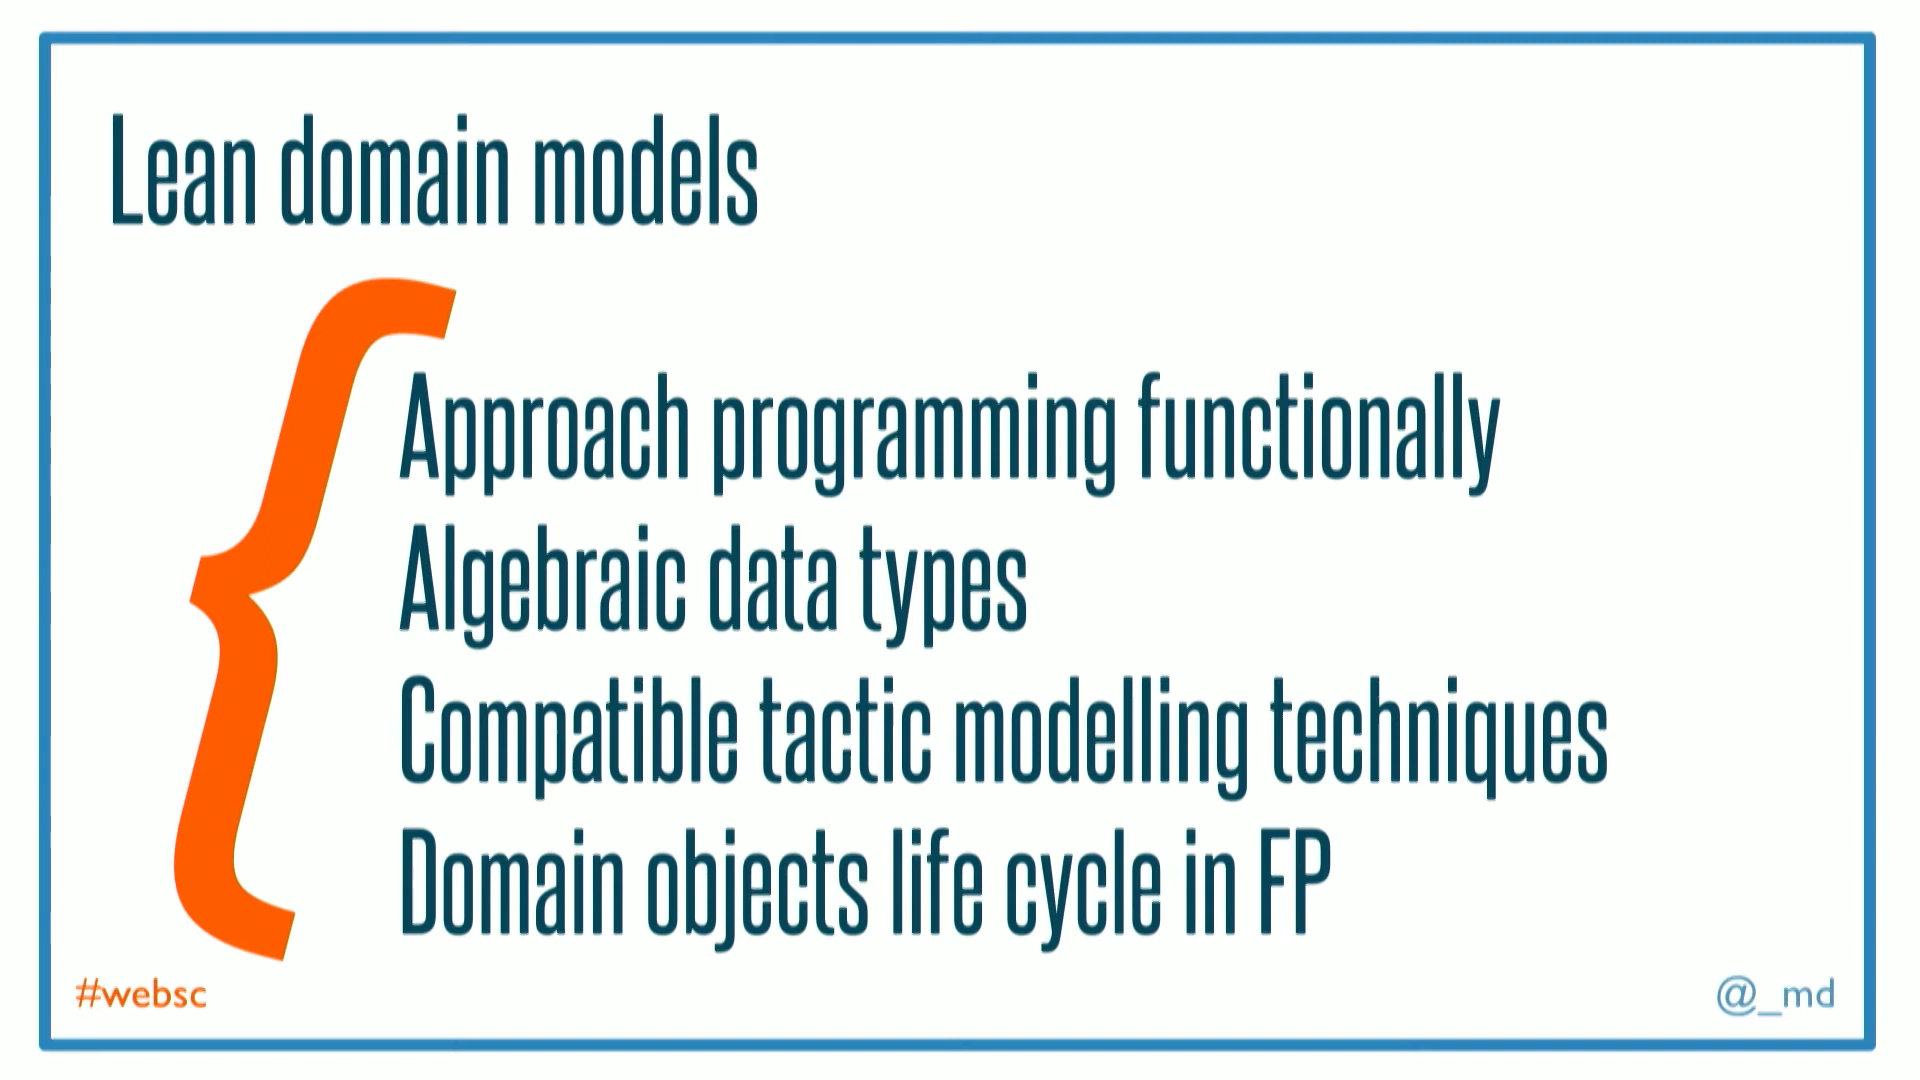 Lean domain models
{
Approach programming functionally
Algebraic data types
Compatible tactic modelling techniques
Domain objects life cycle in FP
#websc
@_md